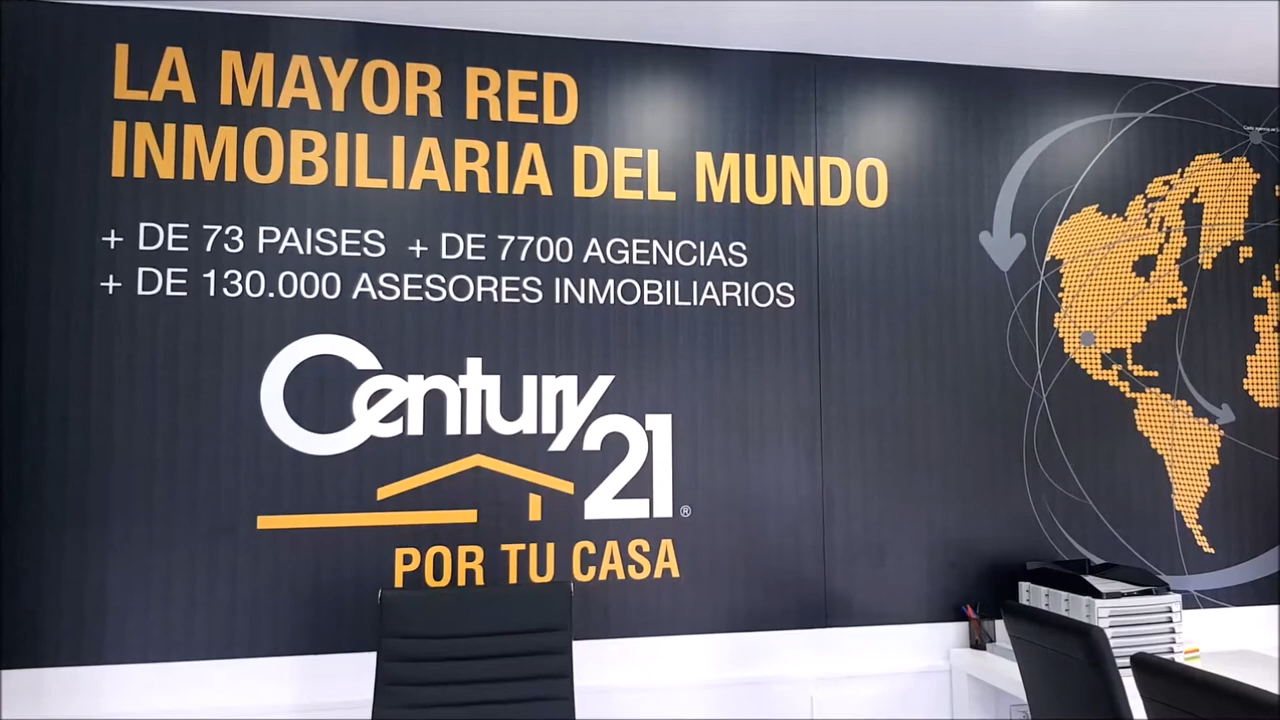 LA MAYOR RED
INMOBILIARIA DEL MUNDO
+ DE 73 PAISES + DE 7700 AGENCIAS
+ DE 130.000 ASESORES INMOBILIARIOS
Century
21®
POR TU CASA